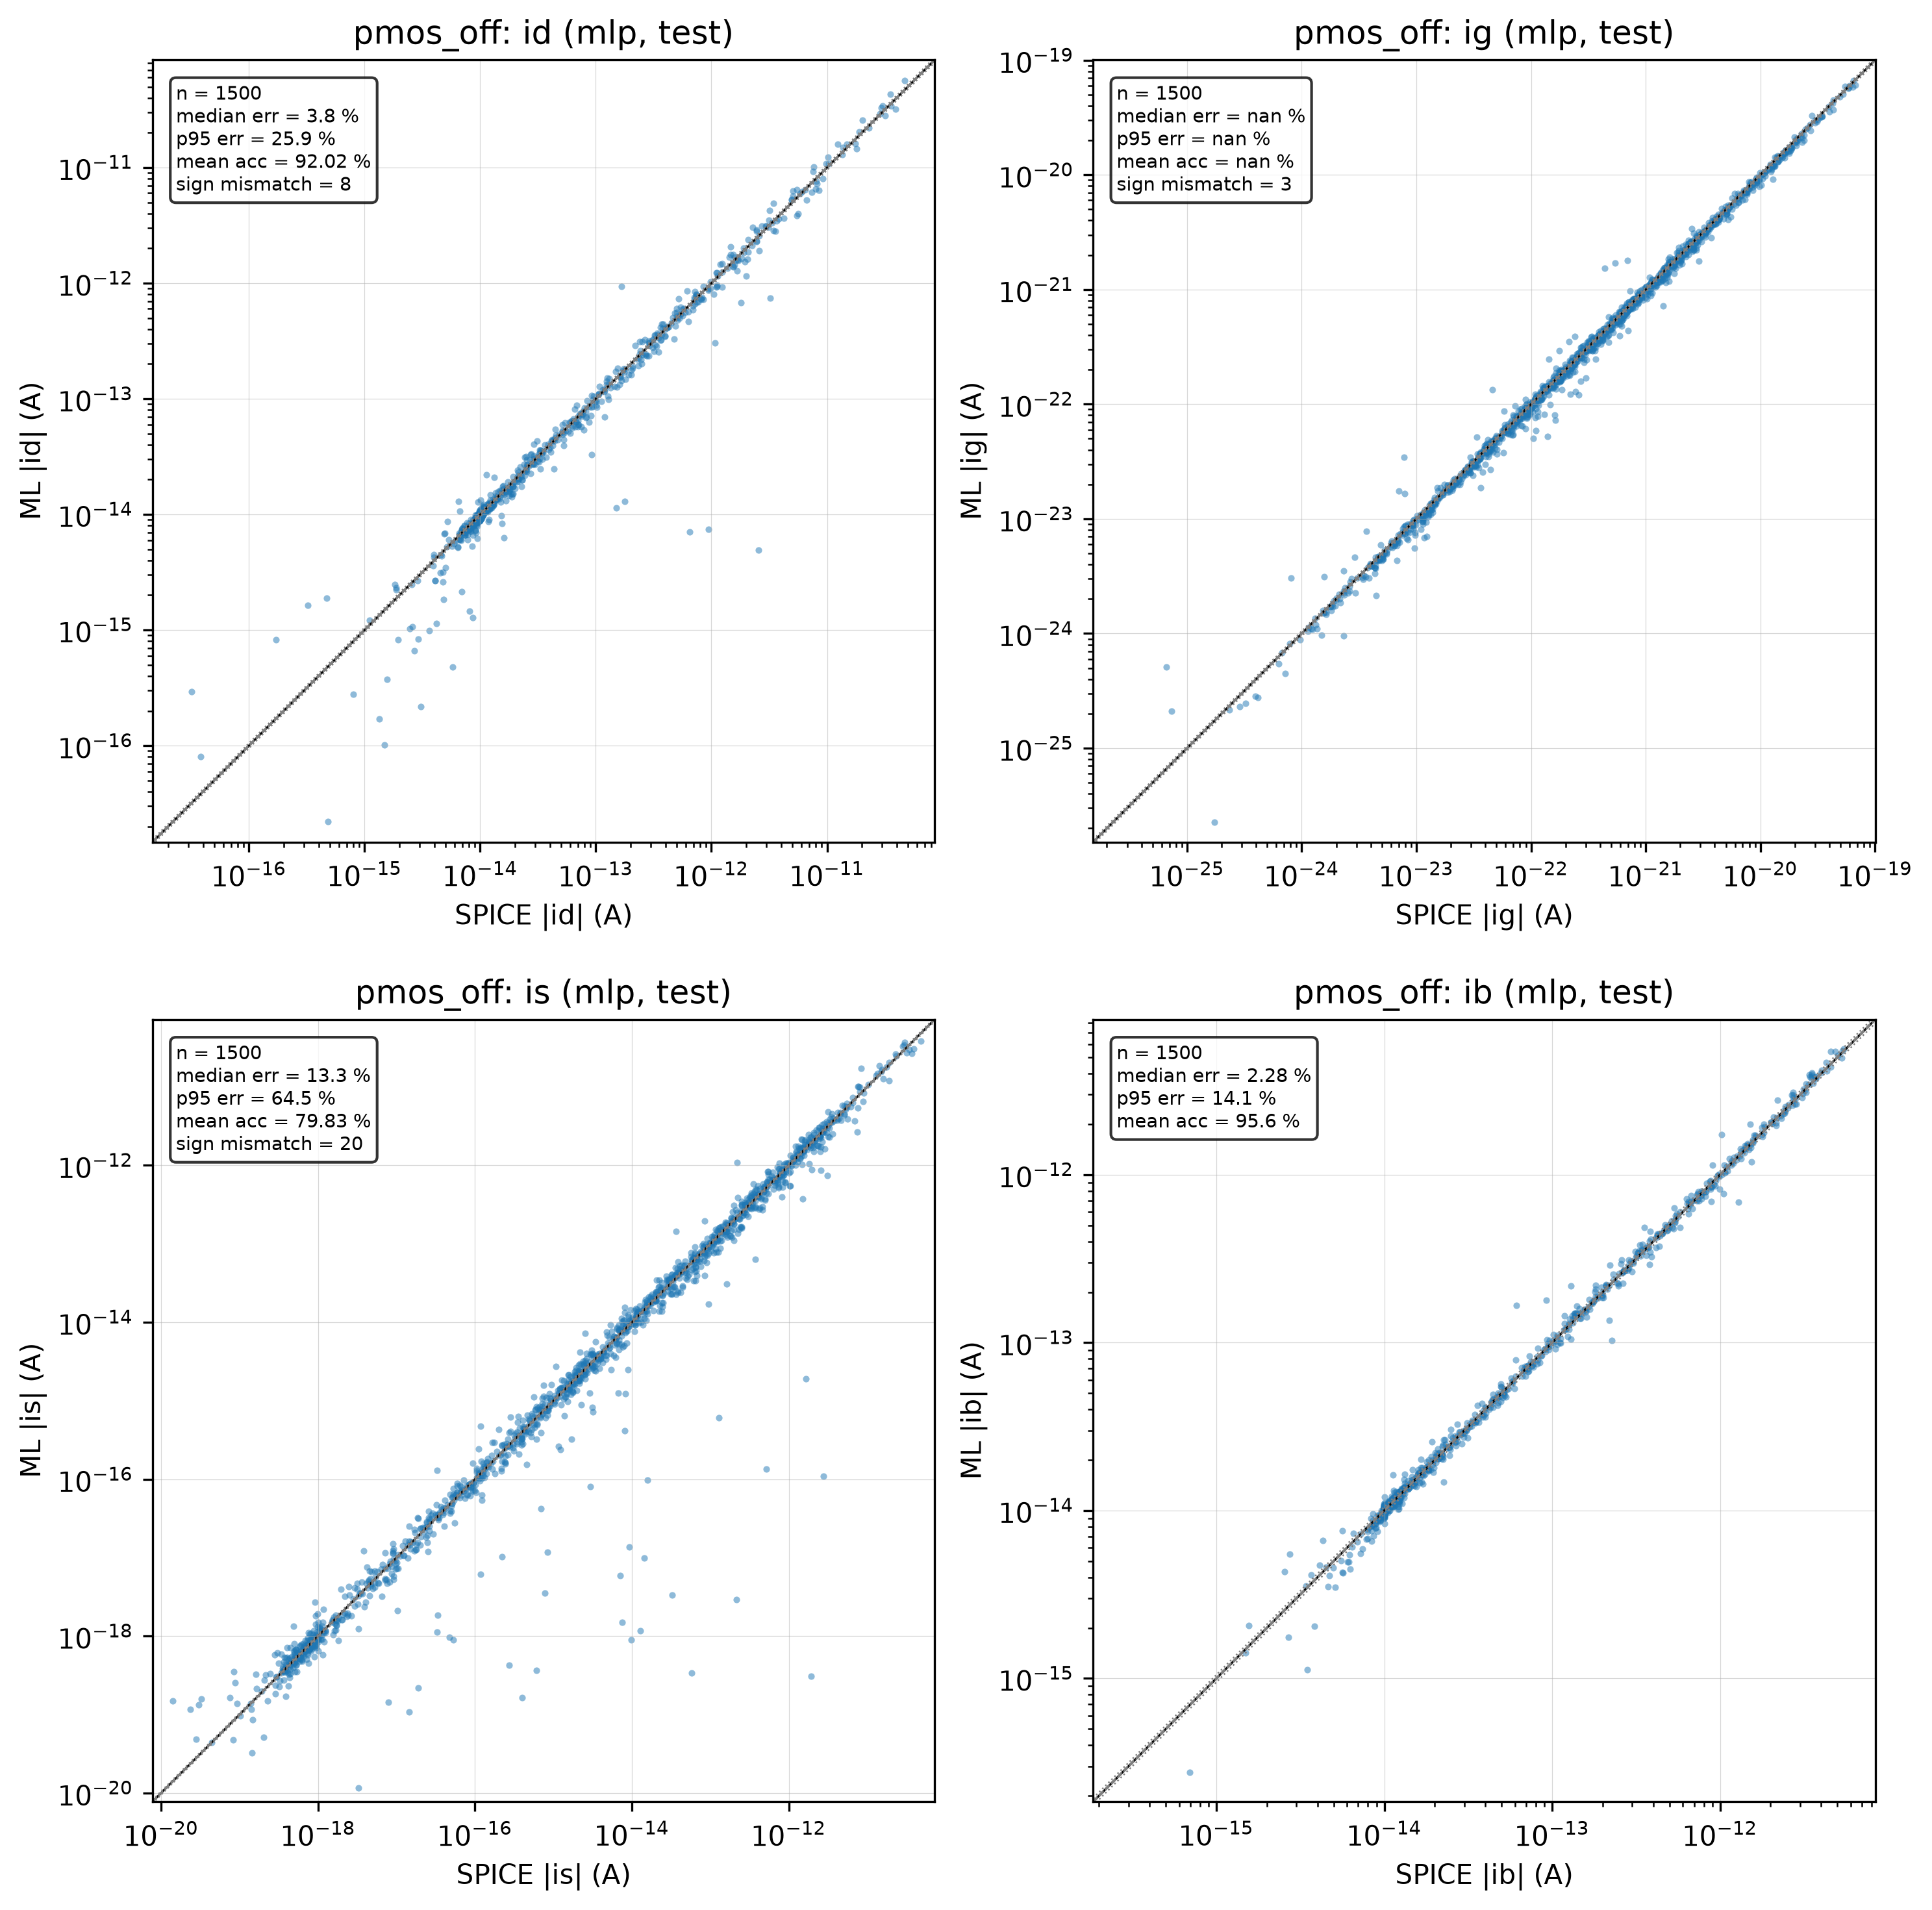 pmos_off: id (mlp, test)
n = 1500
median err = 3.8 %
p95 err = 25.9 %
mean acc = 92.02 %
sign mismatch = 8
ML |id| (A)
10⁻¹¹
10⁻¹²
10⁻¹³
10⁻¹⁴
10⁻¹⁵
10⁻¹⁶
10⁻¹⁶ 10⁻¹⁵ 10⁻¹⁴ 10⁻¹³ 10⁻¹² 10⁻¹¹
SPICE |id| (A)
pmos_off: ig (mlp, test)
n = 1500
median err = nan %
p95 err = nan %
mean acc = nan %
sign mismatch = 3
ML |ig| (A)
10⁻¹⁹
10⁻²⁰
10⁻²¹
10⁻²²
10⁻²³
10⁻²⁴
10⁻²⁵
10⁻²⁵ 10⁻²⁴ 10⁻²³ 10⁻²² 10⁻²¹ 10⁻²⁰ 10⁻¹⁹
SPICE |ig| (A)
pmos_off: is (mlp, test)
n = 1500
median err = 13.3 %
p95 err = 64.5 %
mean acc = 79.83 %
sign mismatch = 20
ML |is| (A)
10⁻¹²
10⁻¹⁴
10⁻¹⁶
10⁻¹⁸
10⁻²⁰
10⁻²⁰ 10⁻¹⁸ 10⁻¹⁶ 10⁻¹⁴ 10⁻¹²
SPICE |is| (A)
pmos_off: ib (mlp, test)
n = 1500
median err = 2.28 %
p95 err = 14.1 %
mean acc = 95.6 %
ML |ib| (A)
10⁻¹²
10⁻¹³
10⁻¹⁴
10⁻¹⁵
10⁻¹⁵ 10⁻¹⁴ 10⁻¹³ 10⁻¹²
SPICE |ib| (A)